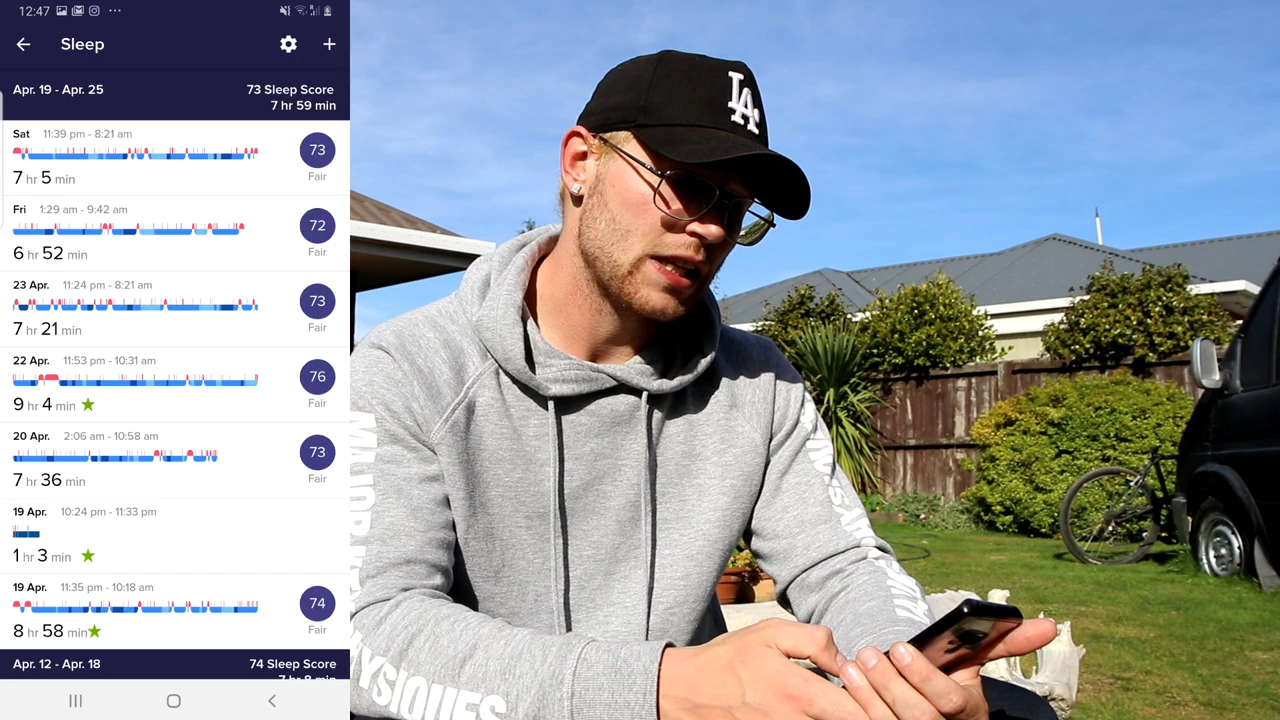 12:47
Sleep
Apr. 19 - Apr. 25
73 Sleep Score
7 hr 59 min
Sat 11:39 pm - 8:21 am
73
Fair
7 hr 5 min
Fri 1:29 am - 9:42 am
72
Fair
6 hr 52 min
23 Apr. 11:24 pm - 8:21 am
73
Fair
7 hr 21 min
22 Apr. 11:53 pm - 10:31 am
76
Fair
9 hr 4 min
20 Apr. 2:06 am - 10:58 am
73
Fair
7 hr 36 min
19 Apr. 10:24 pm - 11:33 pm
1 hr 3 min
19 Apr. 11:35 pm - 10:18 am
74
Fair
8 hr 58 min
Apr. 12 - Apr. 18
74 Sleep Score
7 hr 8 min
LA